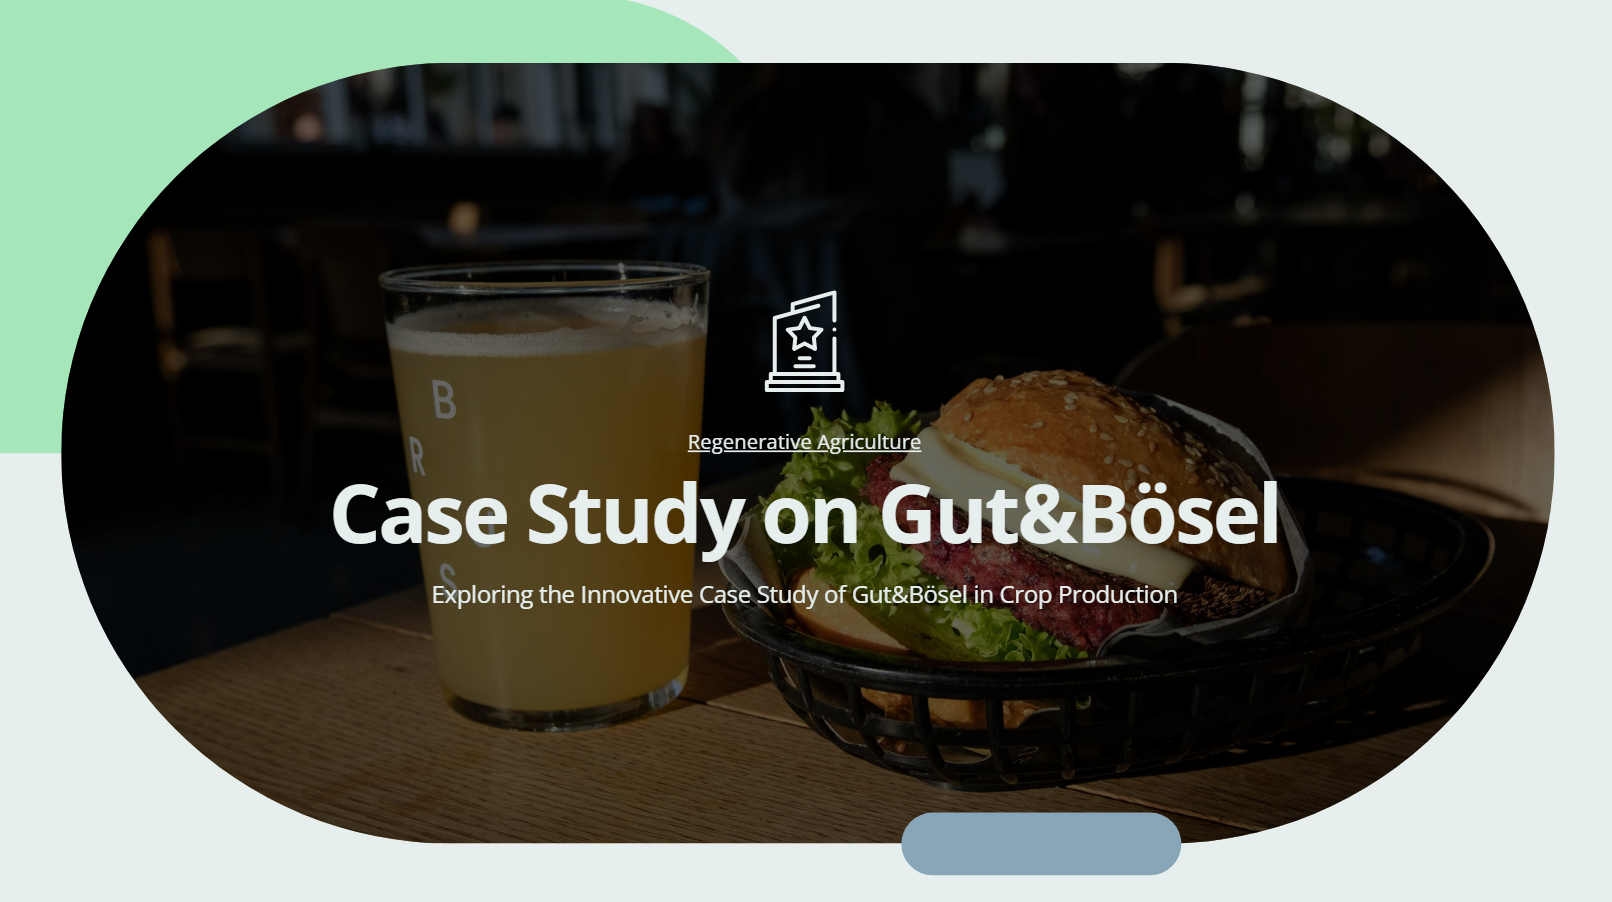 Regenerative Agriculture
Case Study on Gut&Bösel
Exploring the Innovative Case Study of Gut&Bösel in Crop Production
B
R
S